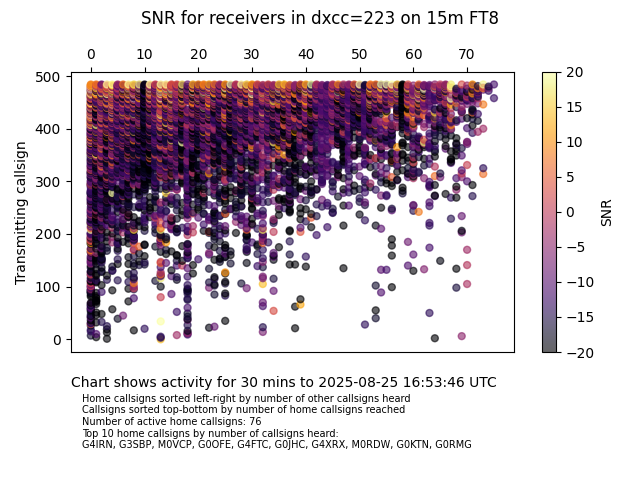 SNR for receivers in dxcc=223 on 15m FT8
0 10 20 30 40 50 60 70
500
400
300
200
100
0
Transmitting callsign
20
15
10
5
0
−5
−10
−15
−20
SNR
Chart shows activity for 30 mins to 2025-08-25 16:53:46 UTC
Home callsigns sorted left-right by number of other callsigns heard
Callsigns sorted top-bottom by number of home callsigns reached
Number of active home callsigns: 76
Top 10 home callsigns by number of callsigns heard:
G4IRN, G3SBP, M0VCP, G0OFE, G4FTC, G0JHC, G4XRX, M0RDW, G0KTN, G0RMG